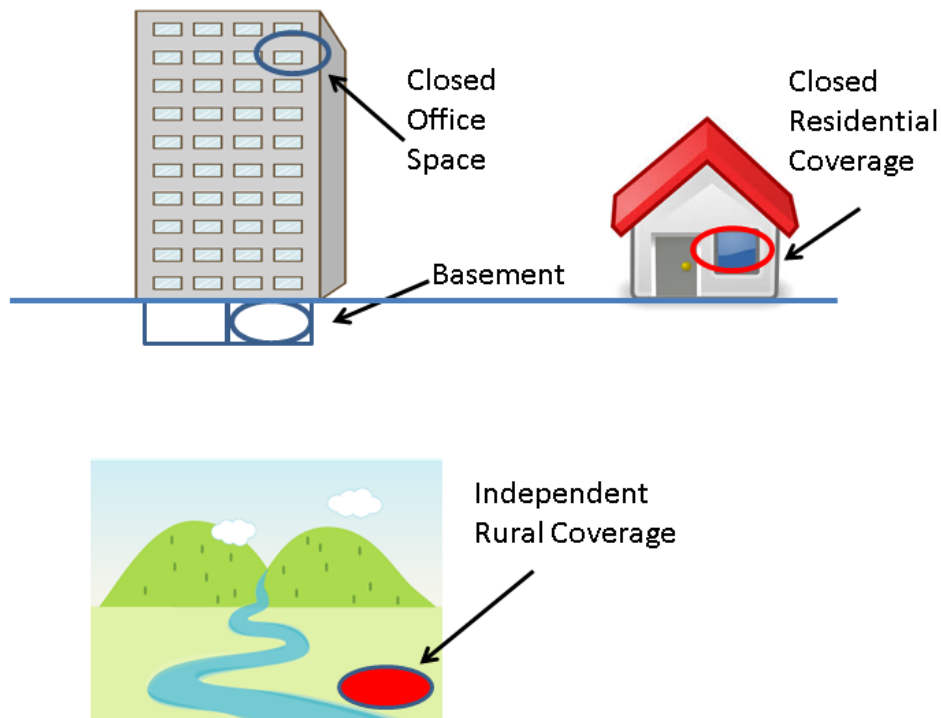 Closed
Office
Space
Closed
Residential
Coverage
Basement
Independent
Rural Coverage